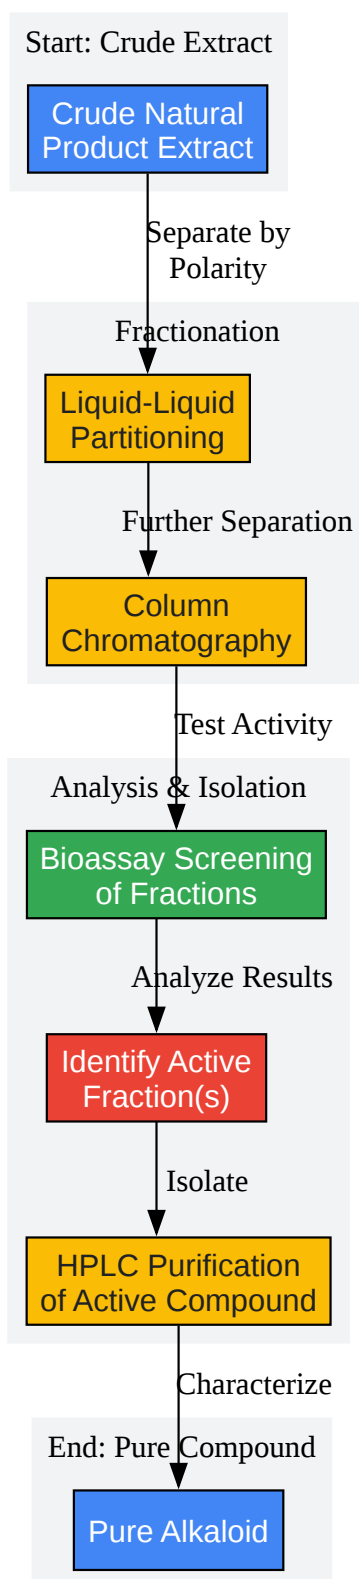 Start: Crude Extract
Crude Natural
Product Extract
Separate by
Polarity
Fractionation
Liquid-Liquid
Partitioning
Further Separation
Column
Chromatography
Test Activity
Analysis & Isolation
Bioassay Screening
of Fractions
Analyze Results
Identify Active
Fraction(s)
Isolate
HPLC Purification
of Active Compound
Characterize
End: Pure Compound
Pure Alkaloid